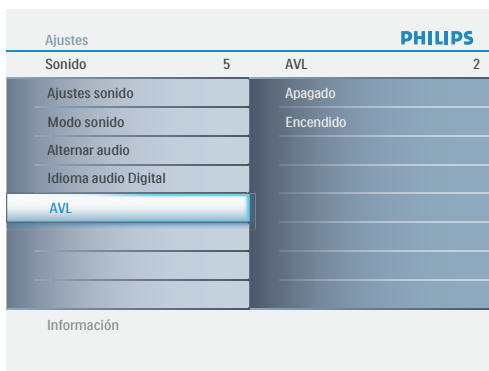 Ajustes PHILIPS
Sonido 5 AVL 2
Ajustes sonido Apagado
Modo sonido Encendido
Alternar audio
Idioma audio Digital
AVL
Información